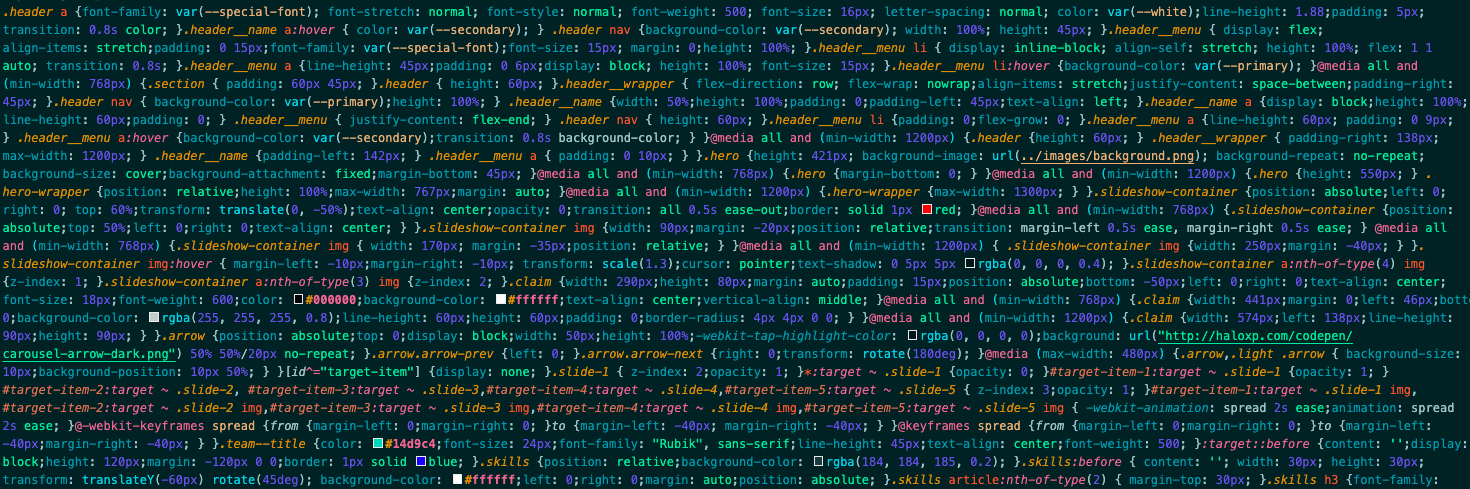 .header a {font-family: var(--special-font); font-stretch: normal; font-style: normal; font-weight: 500; font-size: 16px; letter-spacing: normal; color: var(--white);line-height: 1.88;padding: 5px;
transition: 0.8s color; }.header__name a:hover { color: var(--secondary); } .header nav {background-color: var(--secondary); width: 100%; height: 45px; }.header__menu { display: flex;
align-items: stretch;padding: 0 15px;font-family: var(--special-font);font-size: 15px; margin: 0;height: 100%; }.header__menu li { display: inline-block; align-self: stretch; height: 100%; flex: 1 1
auto; transition: 0.8s; }.header__menu a {line-height: 45px;padding: 0 6px;display: block; height: 100%; font-size: 15px; }.header__menu li:hover {background-color: var(--primary); }@media all and
(min-width: 768px) {.section { padding: 60px 45px; }.header { height: 60px; }.header__wrapper { flex-direction: row; flex-wrap: nowrap;align-items: stretch;justify-content: space-between;padding-right:
45px; }.header nav { background-color: var(--primary);height: 100%; } .header__name {width: 50%;height: 100%;padding: 0;padding-left: 45px;text-align: left; }.header__name a {display: block;height: 100%;
line-height: 60px;padding: 0; } .header__menu { justify-content: flex-end; } .header nav { height: 60px; } .header__menu li {padding: 0;flex-grow: 0; }.header__menu a {line-height: 60px; padding: 0 9px;
} .header__menu a:hover {background-color: var(--secondary);transition: 0.8s background-color; } }@media all and (min-width: 1200px) {.header {height: 60px; } .header__wrapper { padding-right: 138px;
max-width: 1200px; } .header__name {padding-left: 142px; }.header__menu a { padding: 0 10px; } }.hero {height: 421px; background-image: url(../images/background.png); background-repeat: no-repeat;
background-size: cover;background-attachment: fixed;margin-bottom: 45px; }@media all and (min-width: 768px) {.hero {margin-bottom: 0; } }@media all and (min-width: 1200px) {.hero {height: 550px; } .
hero-wrapper {position: relative;height: 100%;max-width: 767px;margin: auto; }@media all and (min-width: 1200px) {.hero-wrapper {max-width: 1300px; } }.slideshow-container {position: absolute;left: 0;
right: 0; top: 60%;transform: translate(0, -50%);text-align: center;opacity: 0;transition: all 0.5s ease-out;border: solid 1px red; }@media all and (min-width: 768px) {.slideshow-container {position:
absolute;top: 50%;left: 0;right: 0;text-align: center; } }.slideshow-container img {width: 90px;margin: -20px;position: relative;transition: margin-left 0.5s ease, margin-right 0.5s ease; } @media all
and (min-width: 768px) {.slideshow-container img { width: 170px; margin: -35px;position: relative; } }@media all and (min-width: 1200px) { .slideshow-container img {width: 250px;margin: -40px; } }.
slideshow-container img:hover { margin-left: -10px;margin-right: -10px; transform: scale(1.3);cursor: pointer;text-shadow: 0 5px 5px rgba(0, 0, 0, 0.4); }.slideshow-container a:nth-of-type(4) img
{z-index: 1; }.slideshow-container a:nth-of-type(3) img {z-index: 2; }.claim {width: 290px;height: 80px;margin: auto;padding: 15px;position: absolute;bottom: -50px;left: 0;right: 0;text-align: center;
font-size: 18px;font-weight: 600;color: #000000;background-color: #ffffff;text-align: center;vertical-align: middle; }@media all and (min-width: 768px) {.claim {width: 441px;margin: 0;left: 46px;bott
0;background-color: rgba(255, 255, 255, 0.8);line-height: 60px;height: 60px;padding: 0;border-radius: 4px 4px 0 0; } }@media all and (min-width: 1200px) {.claim {width: 574px;left: 138px;line-height:
90px;height: 90px; } }.arrow {position: absolute;top: 0;display: block;width: 50px;height: 100%;-webkit-tap-highlight-color: rgba(0, 0, 0, 0);background: url("http://haloxp.com/codepen/
carousel-arrow-dark.png") 50% 50%/20px no-repeat; }.arrow.arrow-prev {left: 0; }.arrow.arrow-next {right: 0;transform: rotate(180deg); }@media (max-width: 480px) {.arrow,.light .arrow { background-size:
10px;background-position: 10px 50%; } }[id^="target-item"] {display: none; }.slide-1 { z-index: 2;opacity: 1; }*:target ~ .slide-1 {opacity: 0; }#target-item-1:target ~ .slide-1 {opacity: 1; }
#target-item-2:target ~ .slide-2, #target-item-3:target ~ .slide-3,#target-item-4:target ~ .slide-4,#target-item-5:target ~ .slide-5 { z-index: 3;opacity: 1; }#target-item-1:target ~ .slide-1 img,
#target-item-2:target ~ .slide-2 img,#target-item-3:target ~ .slide-3 img,#target-item-4:target ~ .slide-4 img,#target-item-5:target ~ .slide-5 img { -webkit-animation: spread 2s ease;animation: spread
2s ease; }@-webkit-keyframes spread {from {margin-left: 0;margin-right: 0; }to {margin-left: -40px;margin-right: -40px; } }@keyframes spread {from {margin-left: 0;margin-right: 0; }to {margin-left:
-40px;margin-right: -40px; } }.team--title {color: #14d9c4;font-size: 24px;font-family: "Rubik", sans-serif;line-height: 45px;text-align: center;font-weight: 500; }:target::before {content: '';display:
block;height: 120px;margin: -120px 0 0;border: 1px solid blue; }.skills {position: relative;background-color: rgba(184, 184, 185, 0.2); }.skills:before { content: ''; width: 30px; height: 30px;
transform: translateY(-60px) rotate(45deg); background-color: #ffffff;left: 0;right: 0;margin: auto;position: absolute; }.skills article:nth-of-type(2) { margin-top: 30px; }.skills h3 {font-family: